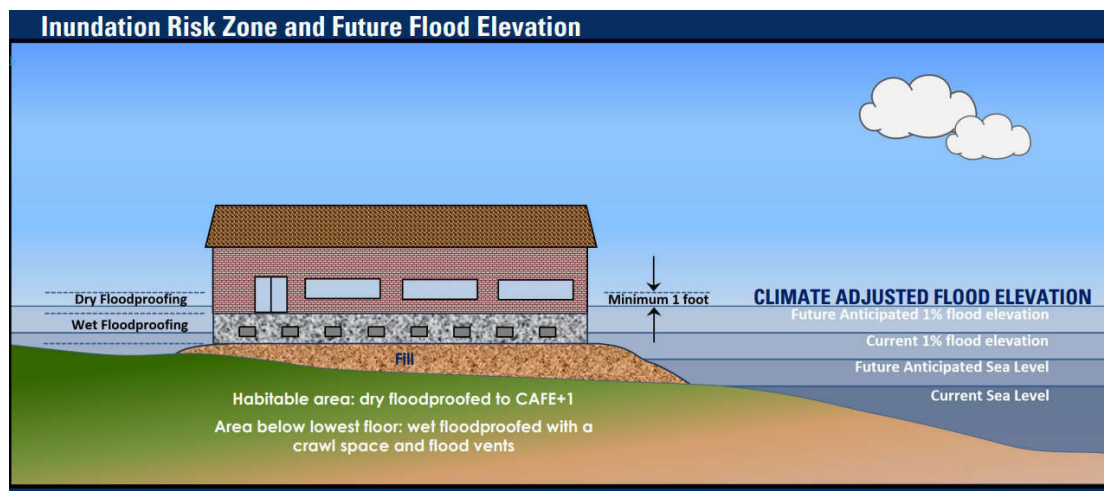 Inundation Risk Zone and Future Flood Elevation
Dry Floodproofing
Minimum 1 foot
CLIMATE ADJUSTED FLOOD ELEVATION
Future Anticipated 1% flood elevation
Wet Floodproofing
Current 1% flood elevation
Fill
Future Anticipated Sea Level
Current Sea Level
Habitable area: dry floodproofed to CAFE+1
Area below lowest floor: wet floodproofed with a
crawl space and flood vents